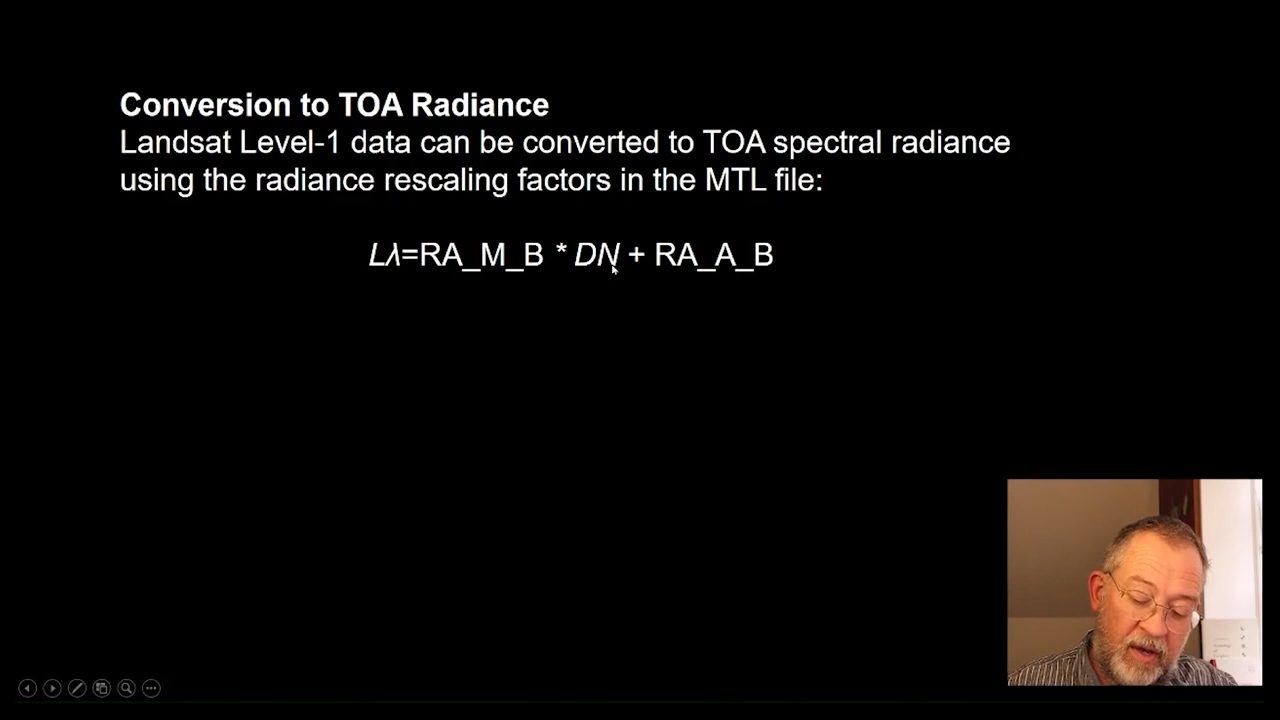 Conversion to TOA Radiance
Landsat Level-1 data can be converted to TOA spectral radiance
using the radiance rescaling factors in the MTL file:
Lλ=RA_M_B * DN + RA_A_B